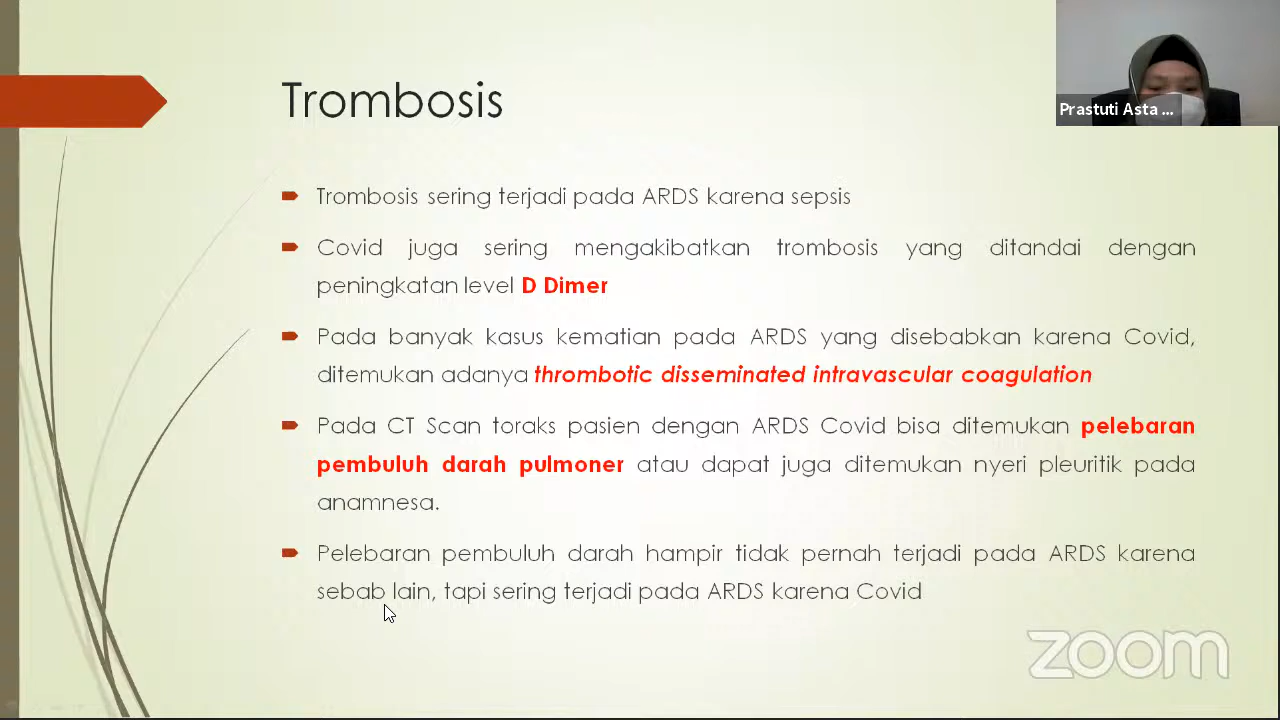 Trombosis
Prastuti Asta ...
Trombosis sering terjadi pada ARDS karena sepsis
Covid juga sering mengakibatkan trombosis yang ditandai dengan
peningkatan level D Dimer
Pada banyak kasus kematian pada ARDS yang disebabkan karena Covid,
ditemukan adanya thrombotic disseminated intravascular coagulation
Pada CT Scan toraks pasien dengan ARDS Covid bisa ditemukan pelebaran
pembuluh darah pulmoner atau dapat juga ditemukan nyeri pleuritik pada
anamnesa.
Pelebaran pembuluh darah hampir tidak pernah terjadi pada ARDS karena
sebab lain, tapi sering terjadi pada ARDS karena Covid
zoom